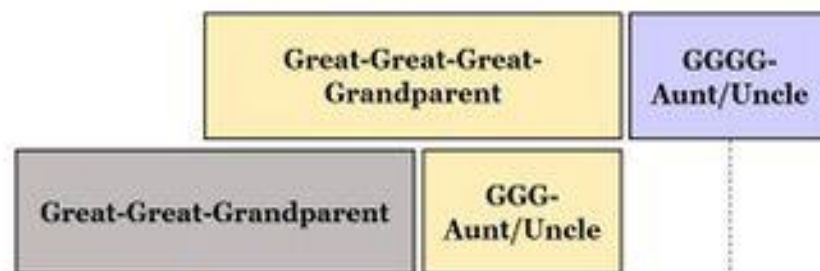 Great-Great-Great-
Grandparent
GGGG-
Aunt/Uncle
Great-Great-Grandparent
GGG-
Aunt/Uncle